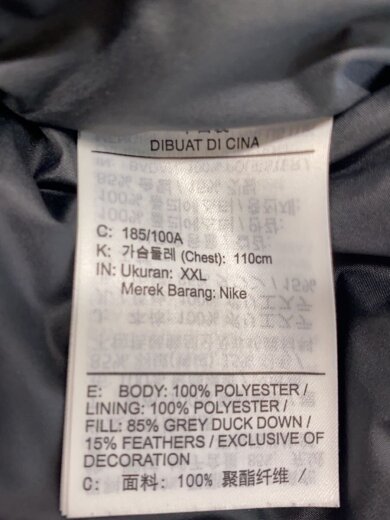 DIBUAT DI CINA
C: 185/100A
K: 가슴둘레 (Chest): 110cm
IN: Ukuran: XXL
Merek Barang: Nike
E: BODY: 100% POLYESTER /
LINING: 100% POLYESTER /
FILL: 85% GREY DUCK DOWN /
15% FEATHERS / EXCLUSIVE OF
DECORATION
C: 面料: 100% 聚酯纤维 /